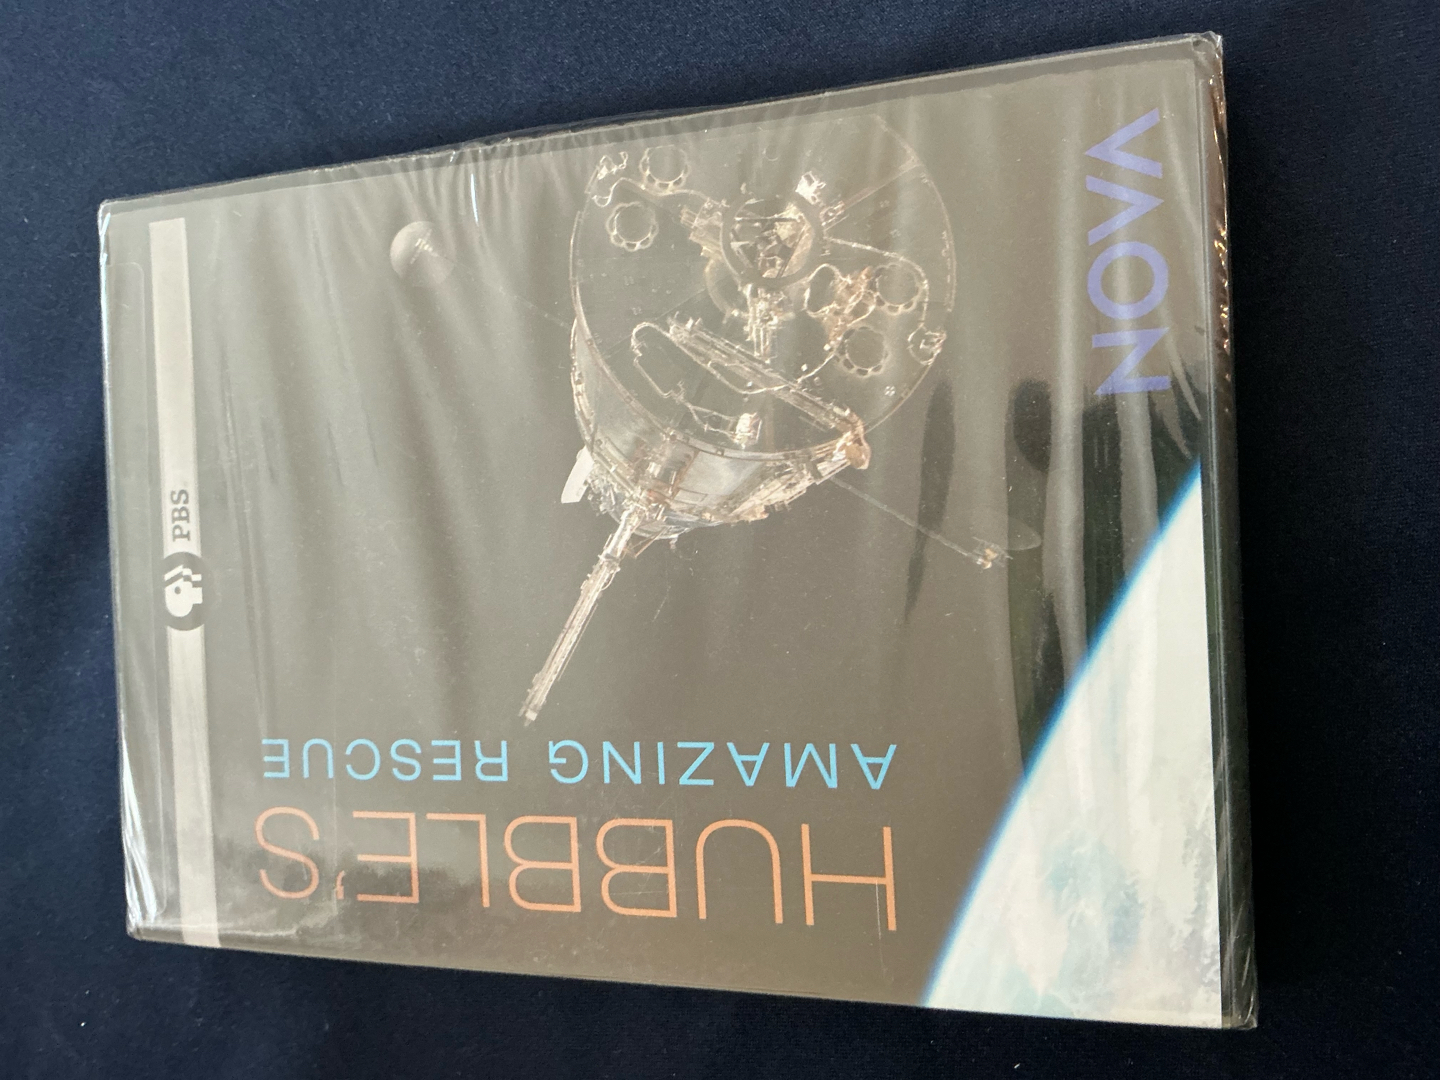 HUBBLE'S
AMAZING RESCUE
NOVA
PBS